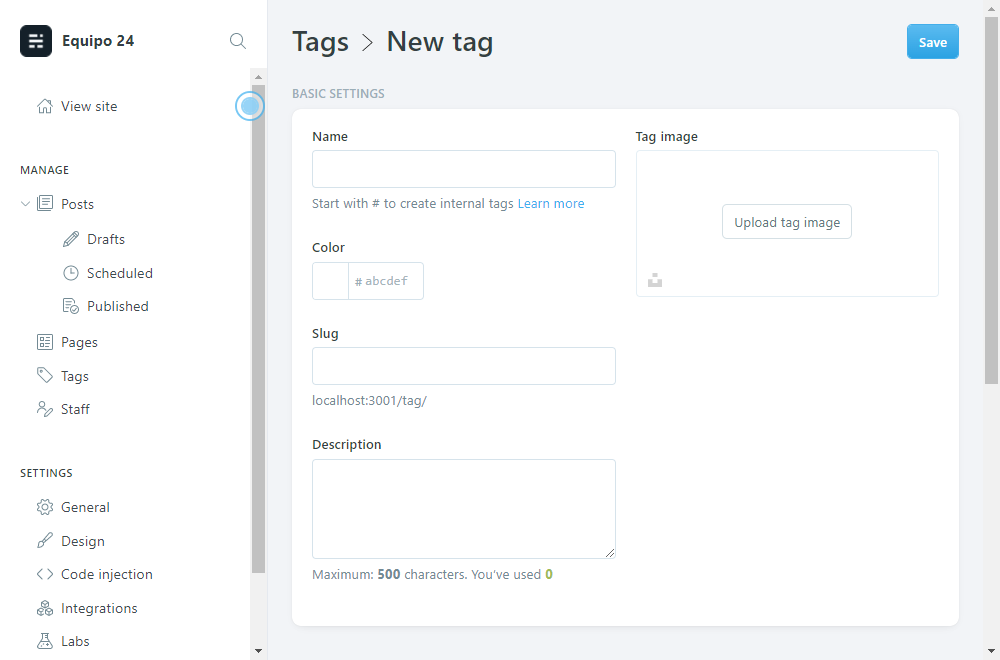 Equipo 24
View site
MANAGE
Posts
Drafts
Scheduled
Published
Pages
Tags
Staff
SETTINGS
General
Design
Code injection
Integrations
Labs
Tags > New tag
Save
BASIC SETTINGS
Name
Start with # to create internal tags Learn more
Color
# abcdef
Slug
localhost:3001/tag/
Description
Maximum: 500 characters. You've used 0
Tag image
Upload tag image